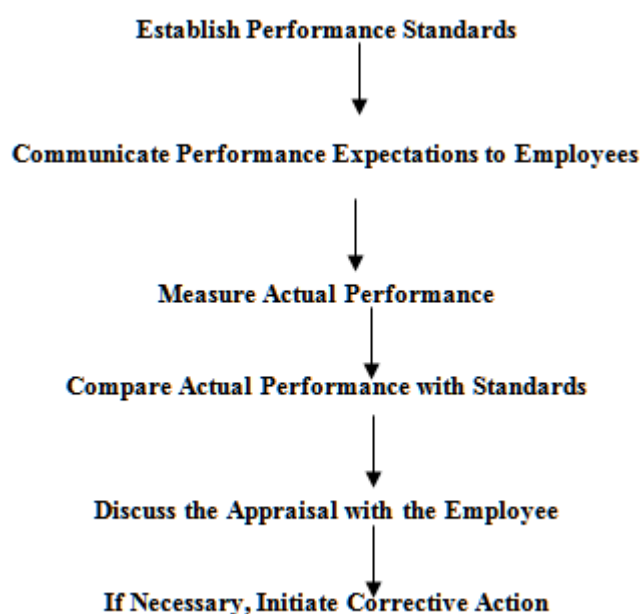 Establish Performance Standards
Communicate Performance Expectations to Employees
Measure Actual Performance
Compare Actual Performance with Standards
Discuss the Appraisal with the Employee
If Necessary, Initiate Corrective Action